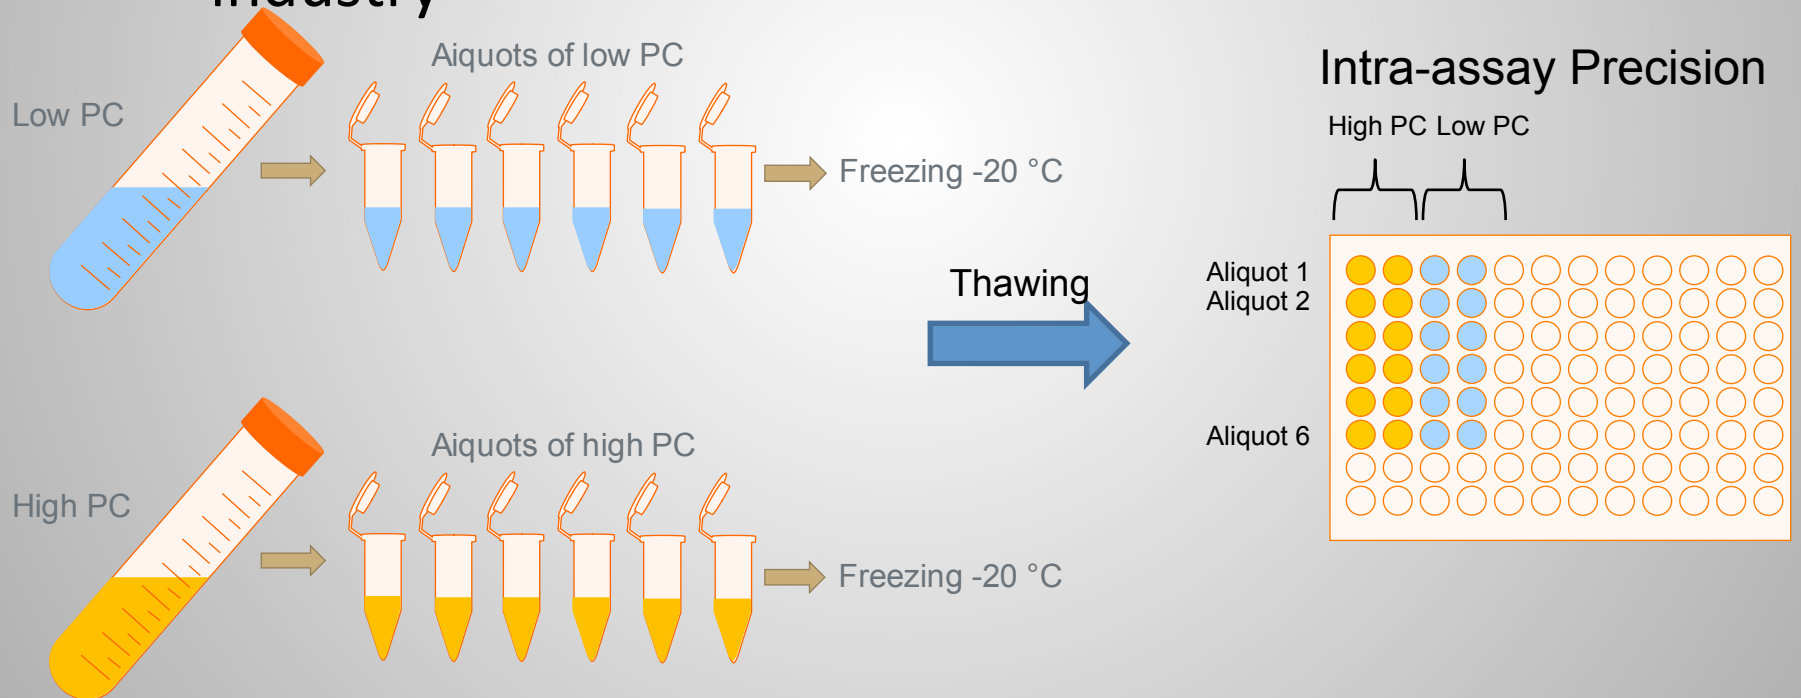 industry
Aiquots of low PC
Low PC
Freezing -20 °C
Intra-assay Precision
High PC Low PC
Thawing
Aliquot 1
Aliquot 2
Aliquot 6
Aiquots of high PC
High PC
Freezing -20 °C